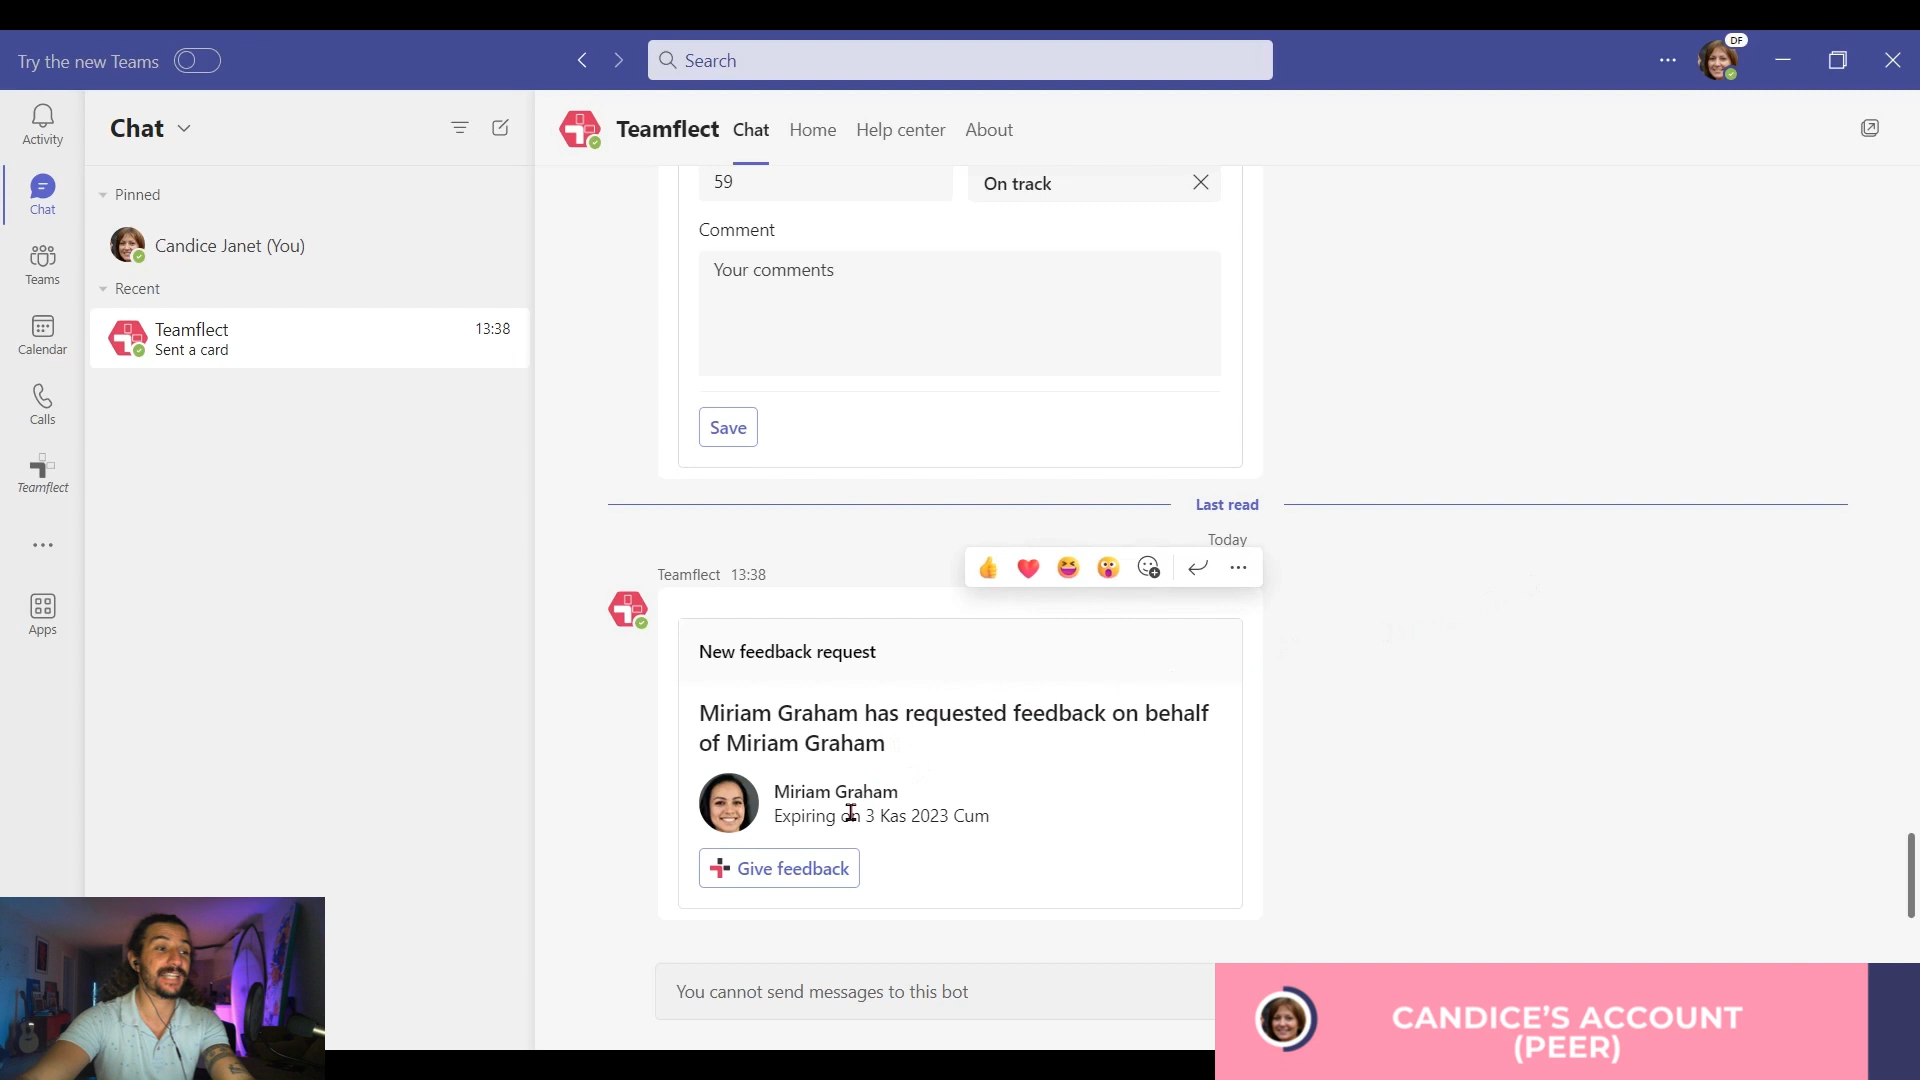 Try the new Teams
Search
DF
Activity
Chat
Teams
Calendar
Calls
Teamflect
Apps
Chat
Pinned
Candice Janet (You)
Recent
Teamflect
13:38
Sent a card
Teamflect
Chat
Home
Help center
About
59
On track
Comment
Your comments
Save
Last read
Today
Teamflect 13:38
New feedback request
Miriam Graham has requested feedback on behalf
of Miriam Graham
Miriam Graham
Expiring on 3 Kas 2023 Cum
Give feedback
You cannot send messages to this bot
CANDICE'S ACCOUNT
(PEER)